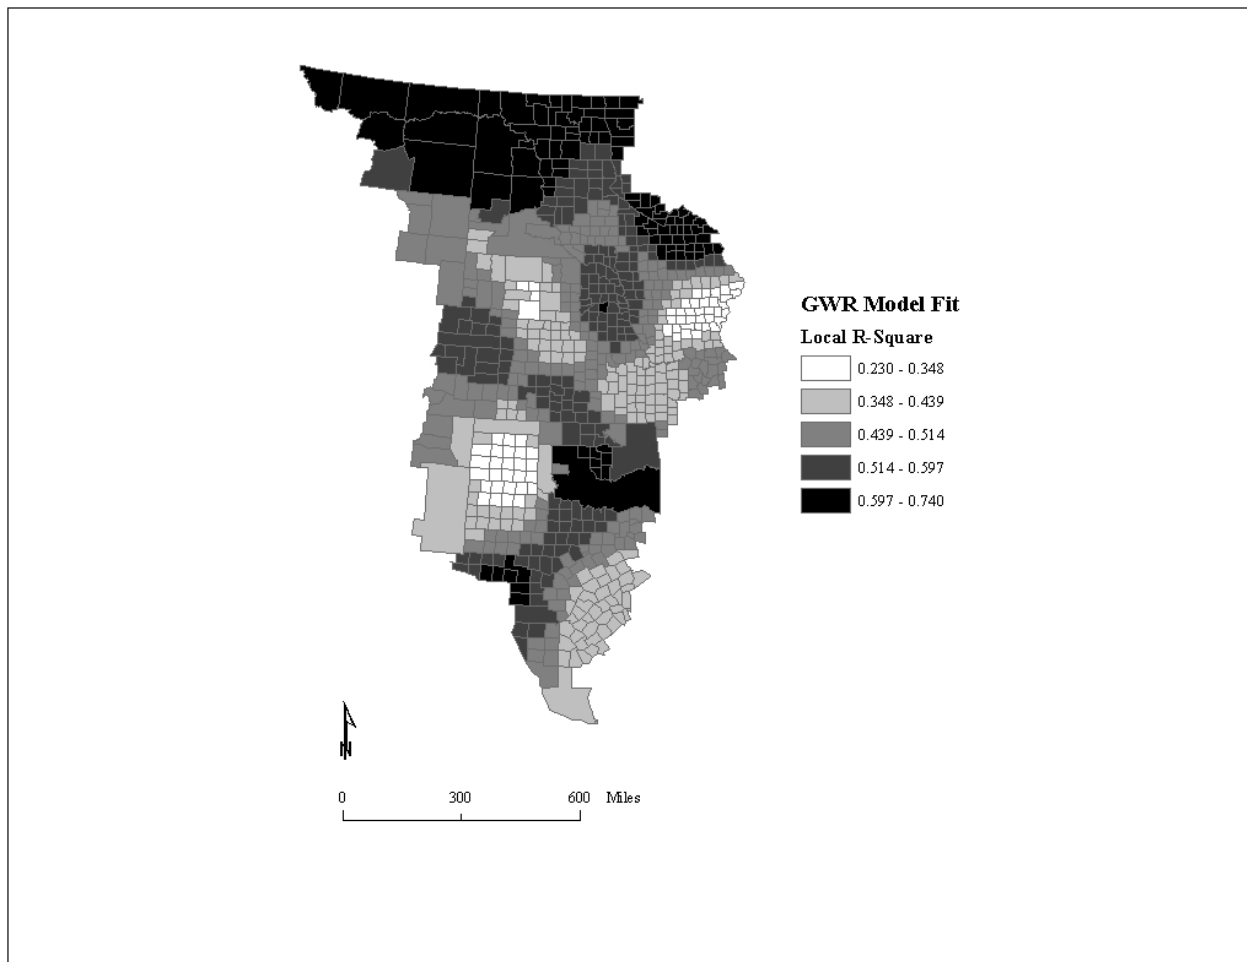 GWR Model Fit
Local R-Square
0.230 - 0.348
0.348 - 0.439
0.439 - 0.514
0.514 - 0.597
0.597 - 0.740
N
0 300 600 Miles